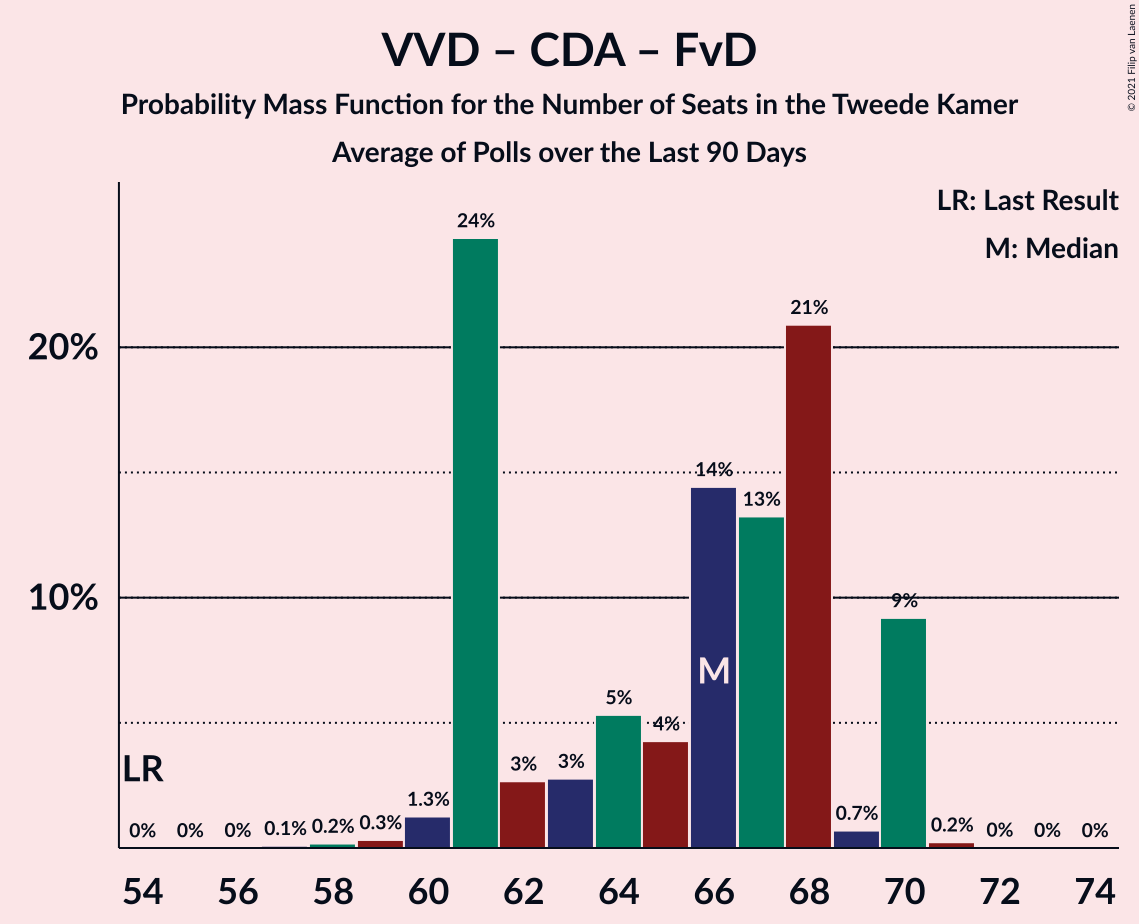 VVD – CDA – FvD
Probability Mass Function for the Number of Seats in the Tweede Kamer
Average of Polls over the Last 90 Days
© 2021 Filip van Laenen
LR: Last Result
M: Median
24%
21%
20%
14%
13%
10%
9%
M
5%
4%
LR
3%
3%
1.3%
0.7%
0% 0% 0% 0.1% 0.2% 0.3% 0.2% 0% 0% 0%
54 56 58 60 62 64 66 68 70 72 74